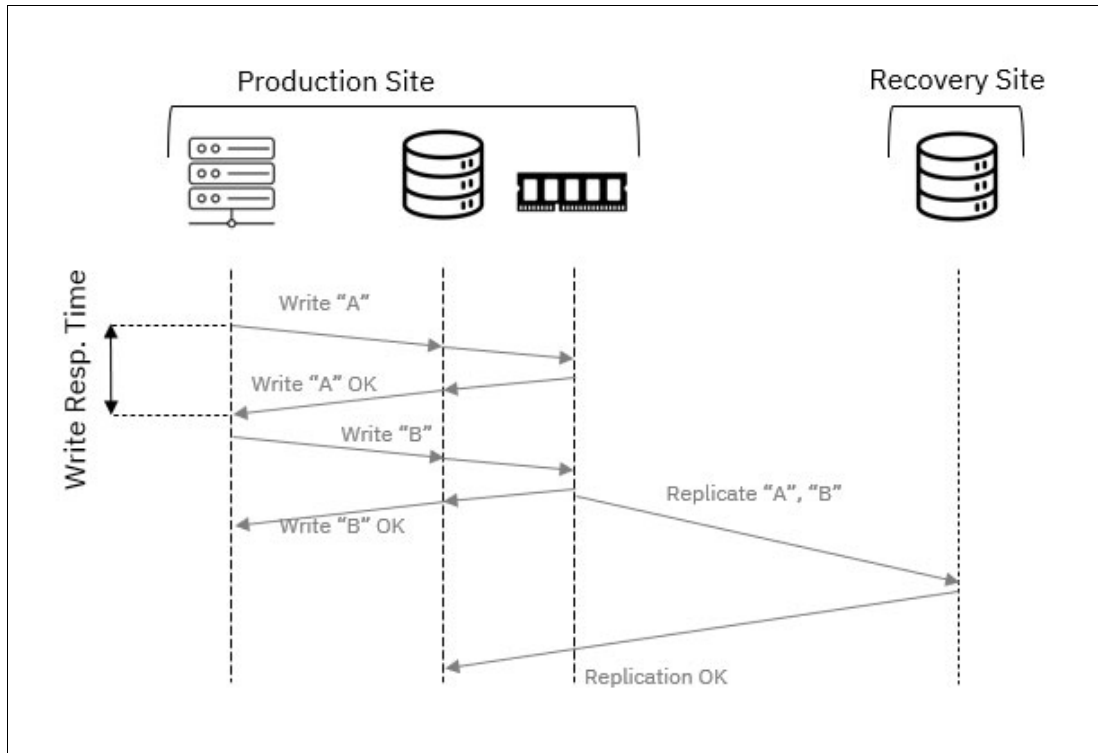 Production Site
Recovery Site
Write Resp. Time
Write “A”
Write “A” OK
Write “B”
Replicate “A”, “B”
Write “B” OK
Replication OK